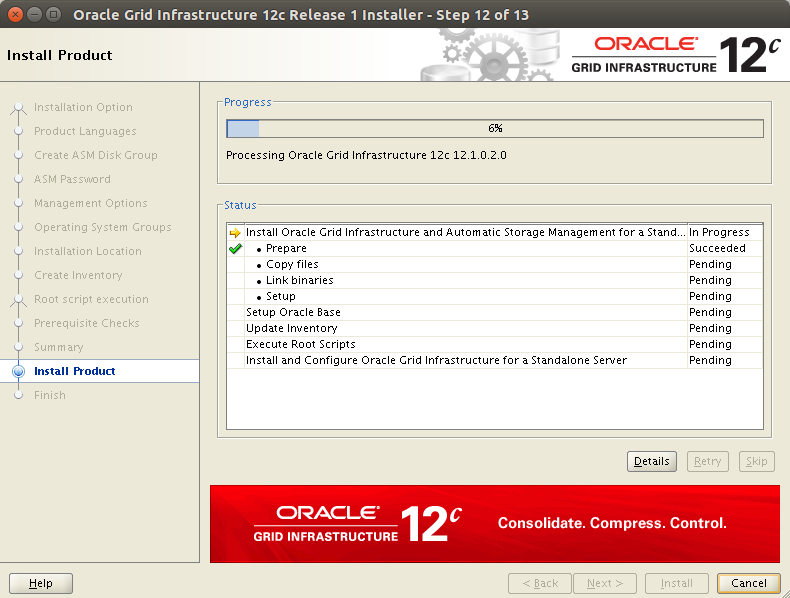 Oracle Grid Infrastructure 12c Release 1 Installer - Step 12 of 13
Install Product
ORACLE
GRID INFRASTRUCTURE 12c
Installation Option
Product Languages
Create ASM Disk Group
ASM Password
Management Options
Operating System Groups
Installation Location
Create Inventory
Root script execution
Prerequisite Checks
Summary
Install Product
Finish
Progress
6%
Processing Oracle Grid Infrastructure 12c 12.1.0.2.0
Status
Install Oracle Grid Infrastructure and Automatic Storage Management for a Stand... In Progress
• Prepare Succeeded
• Copy files Pending
• Link binaries Pending
• Setup Pending
Setup Oracle Base Pending
Update Inventory Pending
Execute Root Scripts Pending
Install and Configure Oracle Grid Infrastructure for a Standalone Server Pending
Details Retry Skip
ORACLE
GRID INFRASTRUCTURE 12c
Consolidate. Compress. Control.
Help < Back Next > Install Cancel